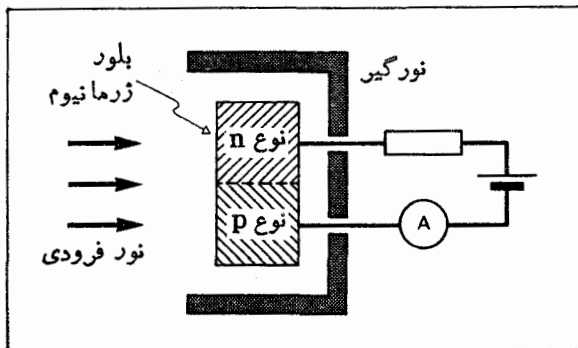 نورگیر
بلور
ژرمانیوم
نوع n
نوع p
نور فرودی
A